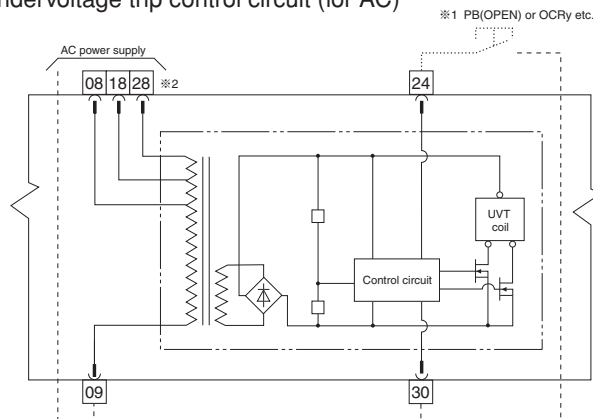 ndervoltage trip control circuit (for AC)
※1 PB(OPEN) or OCRy etc.
AC power supply
08 18 28 ※2
24
UVT
coil
Control circuit
09
30